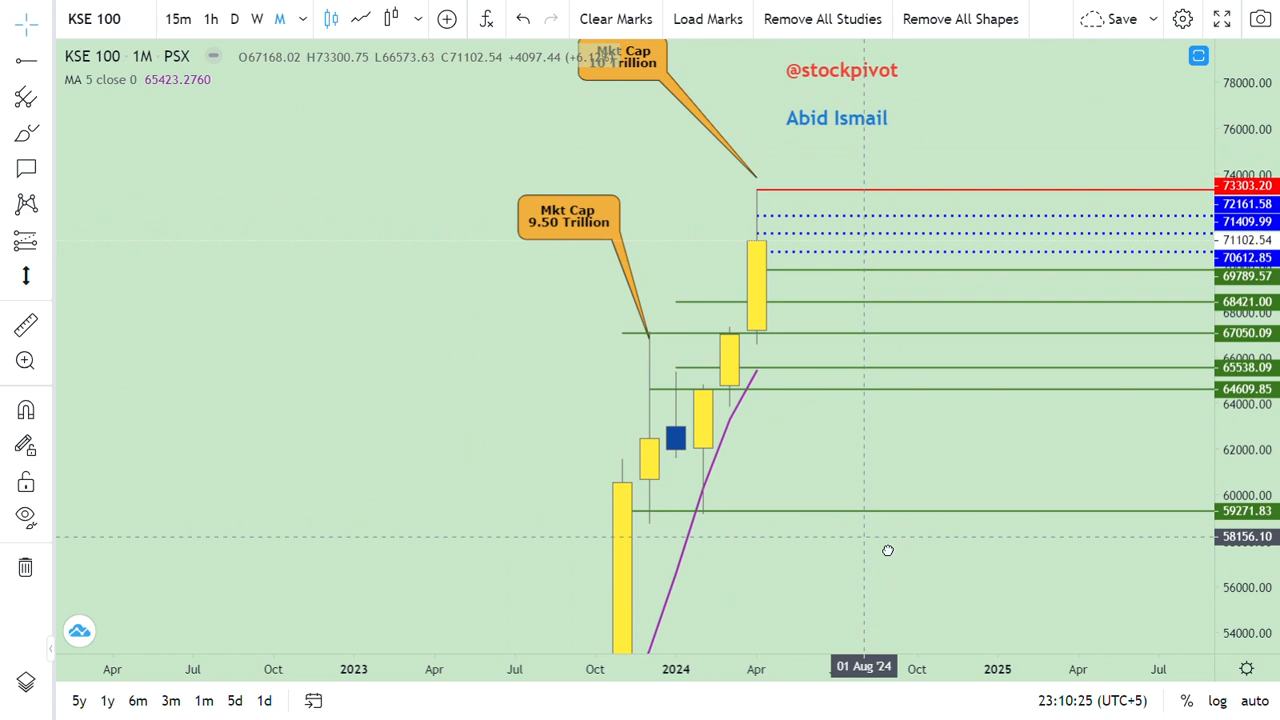 KSE 100
15m 1h D W M
Clear Marks
Load Marks
Remove All Studies
Remove All Shapes
Save
KSE 100 · 1M · PSX
O67168.02 H73300.75 L66573.63 C71102.54 +4097.44
MA 5 close 0 65423.2760
Mkt Cap
10 Trillion
@stockpivot
Abid Ismail
Mkt Cap
9.50 Trillion
78000.00
76000.00
74000.00
73303.20
72161.58
71409.99
71102.54
70612.85
69789.57
68421.00
68000.00
67050.09
66000.00
65538.09
64609.85
64000.00
62000.00
60000.00
59271.83
58156.10
56000.00
54000.00
Apr Jul Oct 2023 Apr Jul Oct 2024 Apr 01 Aug '24 Oct 2025 Apr Jul
5y 1y 6m 3m 1m 5d 1d
23:10:25 (UTC+5)
% log auto